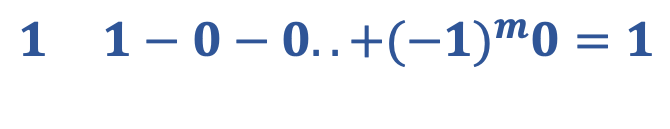 1 1 − 0 − 0. . +(−1)ᵐ0 = 1